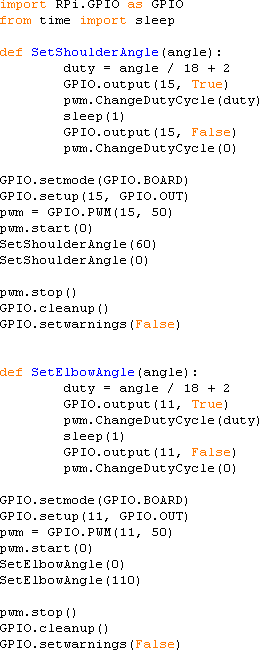 import RPi.GPIO as GPIO
from time import sleep

def SetShoulderAngle(angle):
        duty = angle / 18 + 2
        GPIO.output(15, True)
        pwm.ChangeDutyCycle(duty)
        sleep(1)
        GPIO.output(15, False)
        pwm.ChangeDutyCycle(0)

GPIO.setmode(GPIO.BOARD)
GPIO.setup(15, GPIO.OUT)
pwm = GPIO.PWM(15, 50)
pwm.start(0)
SetShoulderAngle(60)
SetShoulderAngle(0)

pwm.stop()
GPIO.cleanup()
GPIO.setwarnings(False)


def SetElbowAngle(angle):
        duty = angle / 18 + 2
        GPIO.output(11, True)
        pwm.ChangeDutyCycle(duty)
        sleep(1)
        GPIO.output(11, False)
        pwm.ChangeDutyCycle(0)

GPIO.setmode(GPIO.BOARD)
GPIO.setup(11, GPIO.OUT)
pwm = GPIO.PWM(11, 50)
pwm.start(0)
SetElbowAngle(0)
SetElbowAngle(110)

pwm.stop()
GPIO.cleanup()
GPIO.setwarnings(False)